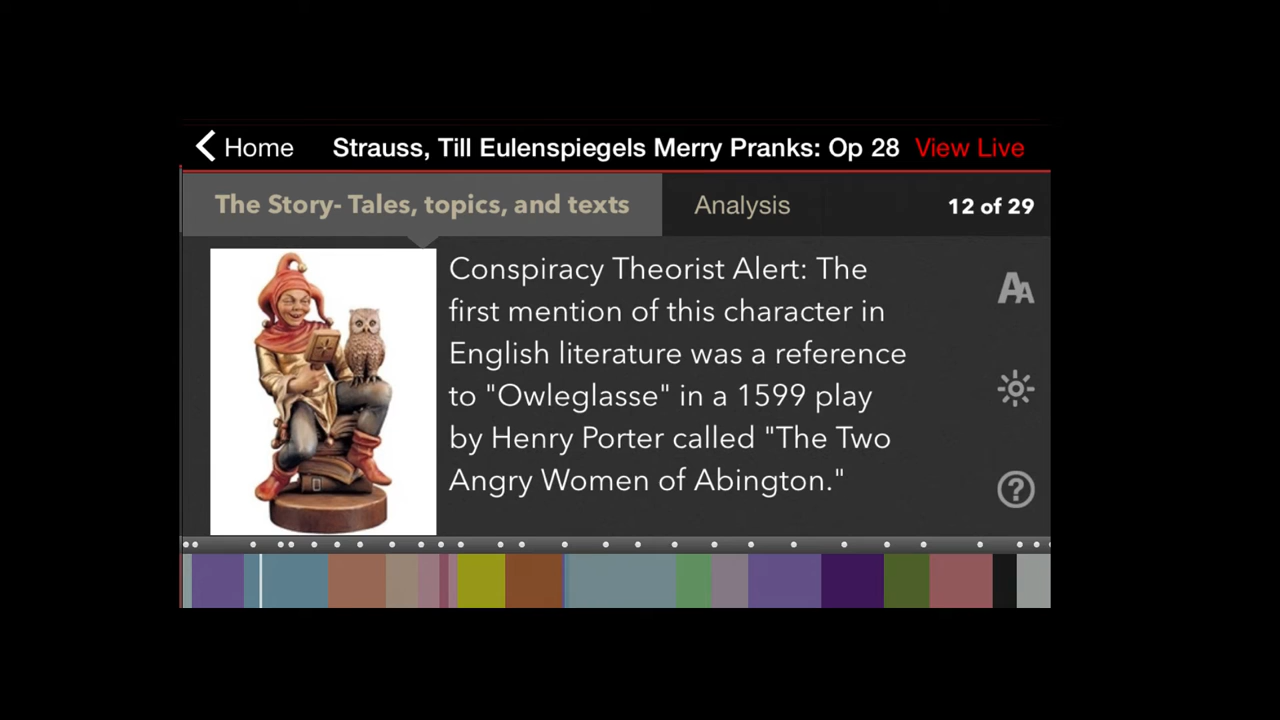 Home Strauss, Till Eulenspiegels Merry Pranks: Op 28 View Live
The Story- Tales, topics, and texts Analysis 12 of 29
Conspiracy Theorist Alert: The
first mention of this character in
English literature was a reference
to "Owleglasse" in a 1599 play
by Henry Porter called "The Two
Angry Women of Abington."
AA
?